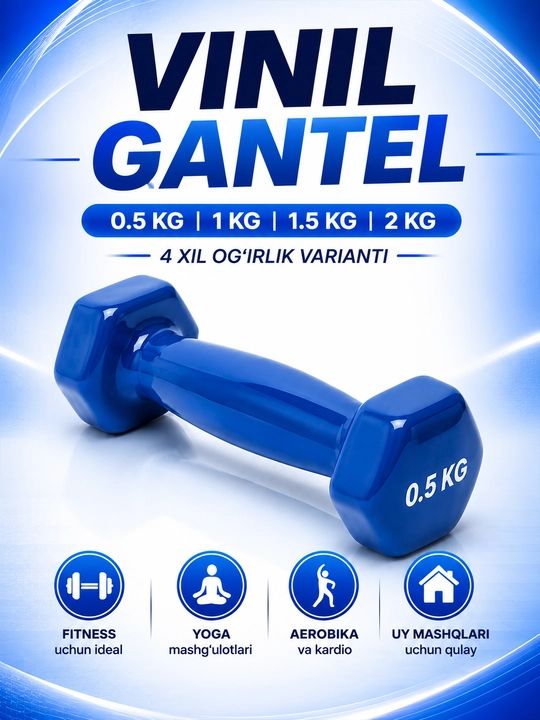 VINIL
GANTEL
0.5 KG | 1 KG | 1.5 KG | 2 KG
4 XIL OG‘IRLIK VARIANTI
0.5 KG
FITNESS
uchun ideal
YOGA
mashg‘ulotlari
AEROBIKA
va kardio
UY MASHQLARI
uchun qulay